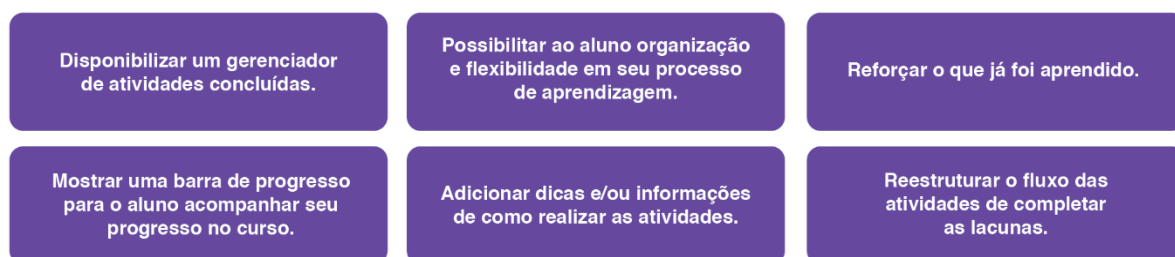 Disponibilizar um gerenciador
de atividades concluídas.
Possibilitar ao aluno organização
e flexibilidade em seu processo
de aprendizagem.
Reforçar o que já foi aprendido.
Mostrar uma barra de progresso
para o aluno acompanhar seu
progresso no curso.
Adicionar dicas e/ou informações
de como realizar as atividades.
Reestruturar o fluxo das
atividades de completar
as lacunas.